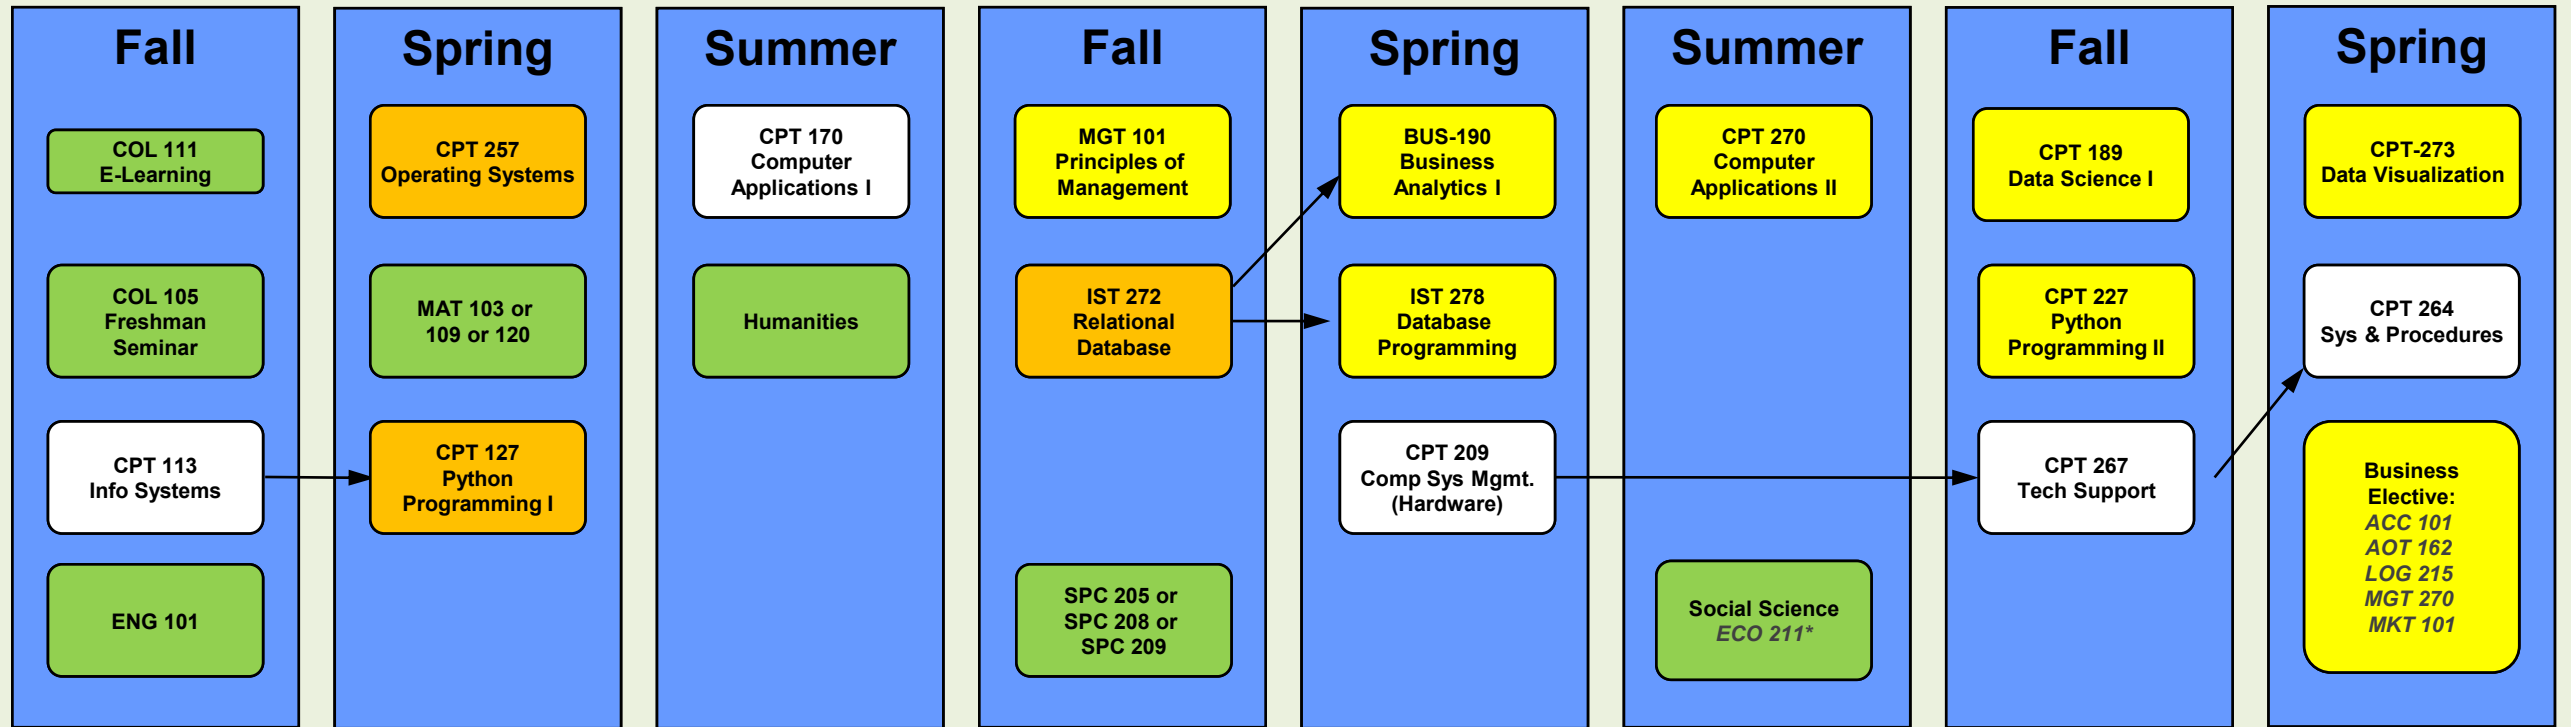 Fall
COL 111
E-Learning
COL 105
Freshman
Seminar
CPT 113
Info Systems
ENG 101
Spring
CPT 257
Operating Systems
MAT 103 or
109 or 120
CPT 127
Python
Programming I
Summer
CPT 170
Computer
Applications I
Humanities
Fall
MGT 101
Principles of
Management
IST 272
Relational
Database
SPC 205 or
SPC 208 or
SPC 209
Spring
BUS-190
Business
Analytics I
IST 278
Database
Programming
CPT 209
Comp Sys Mgmt.
(Hardware)
Summer
CPT 270
Computer
Applications II
Social Science
ECO 211*
Fall
CPT 189
Data Science I
CPT 227
Python
Programming II
CPT 267
Tech Support
Spring
CPT-273
Data Visualization
CPT 264
Sys & Procedures
Business
Elective:
ACC 101
AOT 162
LOG 215
MGT 270
MKT 101